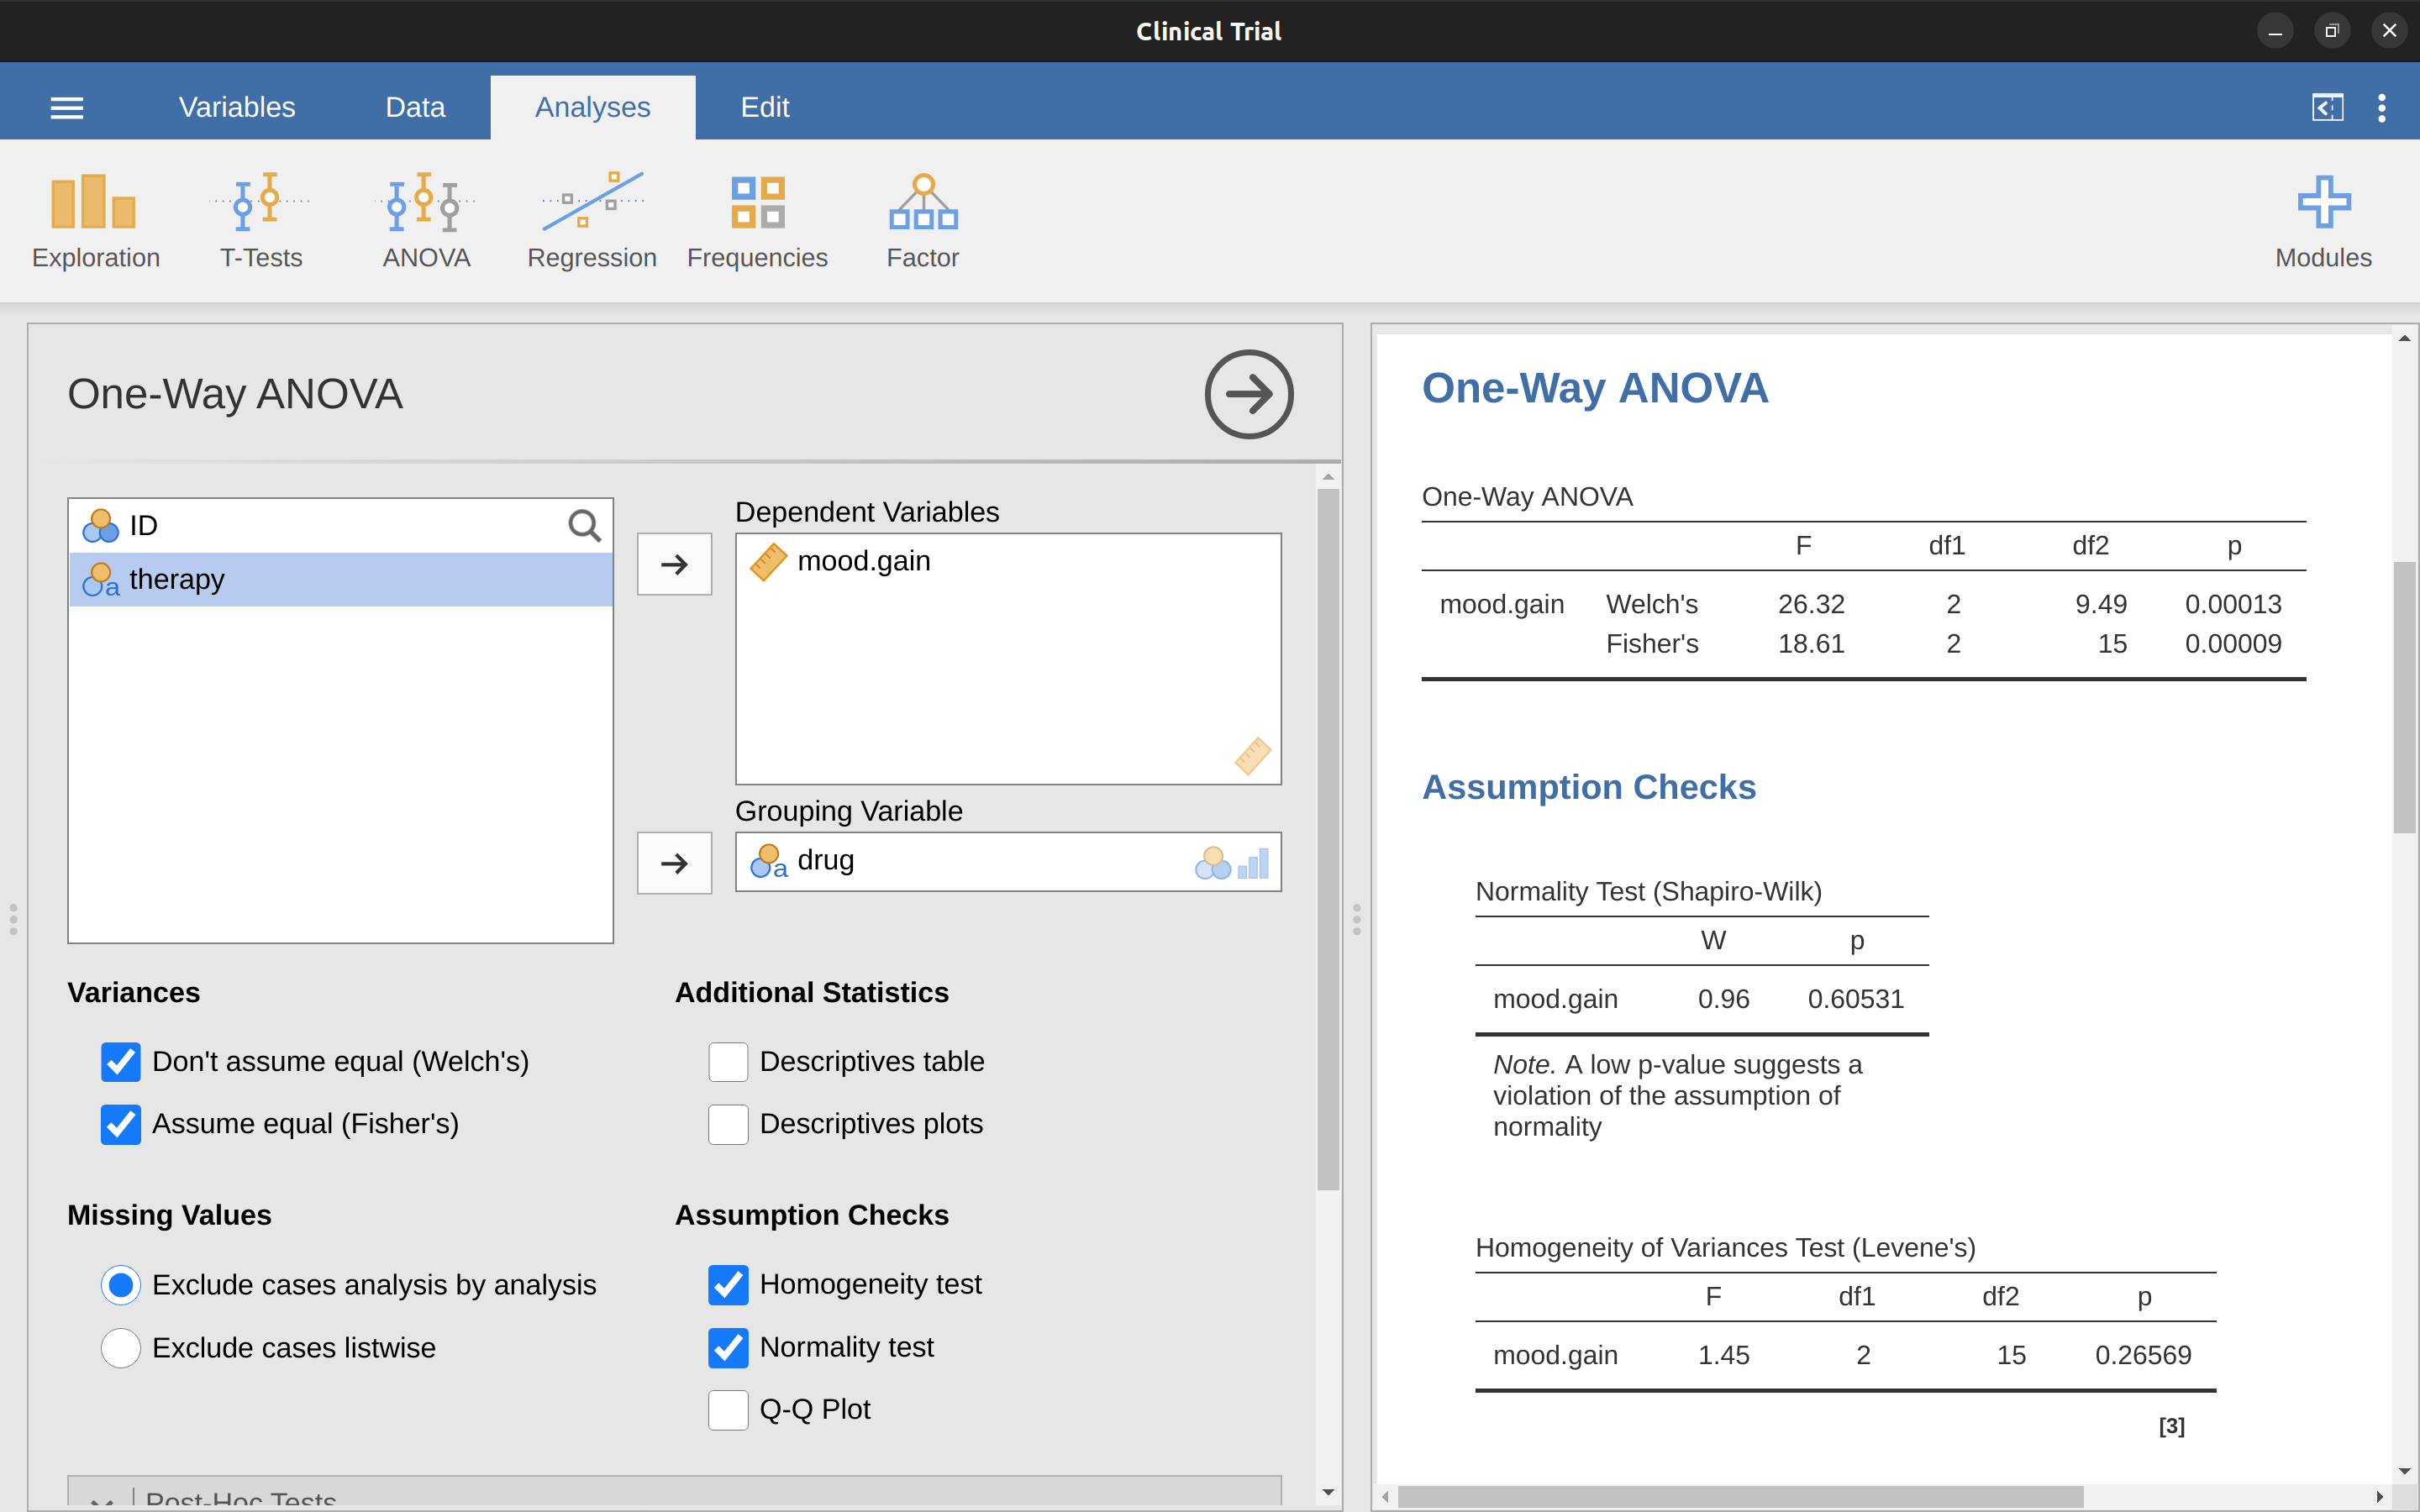 Clinical Trial
Variables Data Analyses Edit
Exploration T-Tests ANOVA Regression Frequencies Factor Modules
One-Way ANOVA
ID
a therapy
Dependent Variables
mood.gain
Grouping Variable
a drug
Variances
Don't assume equal (Welch's)
Assume equal (Fisher's)
Additional Statistics
Descriptives table
Descriptives plots
Missing Values
Exclude cases analysis by analysis
Exclude cases listwise
Assumption Checks
Homogeneity test
Normality test
Q-Q Plot
Post-Hoc Tests
One-Way ANOVA
One-Way ANOVA
F df1 df2 p
mood.gain Welch's 26.32 2 9.49 0.00013
Fisher's 18.61 2 15 0.00009
Assumption Checks
Normality Test (Shapiro-Wilk)
W p
mood.gain 0.96 0.60531
Note. A low p-value suggests a
violation of the assumption of
normality
Homogeneity of Variances Test (Levene's)
F df1 df2 p
mood.gain 1.45 2 15 0.26569
[3]